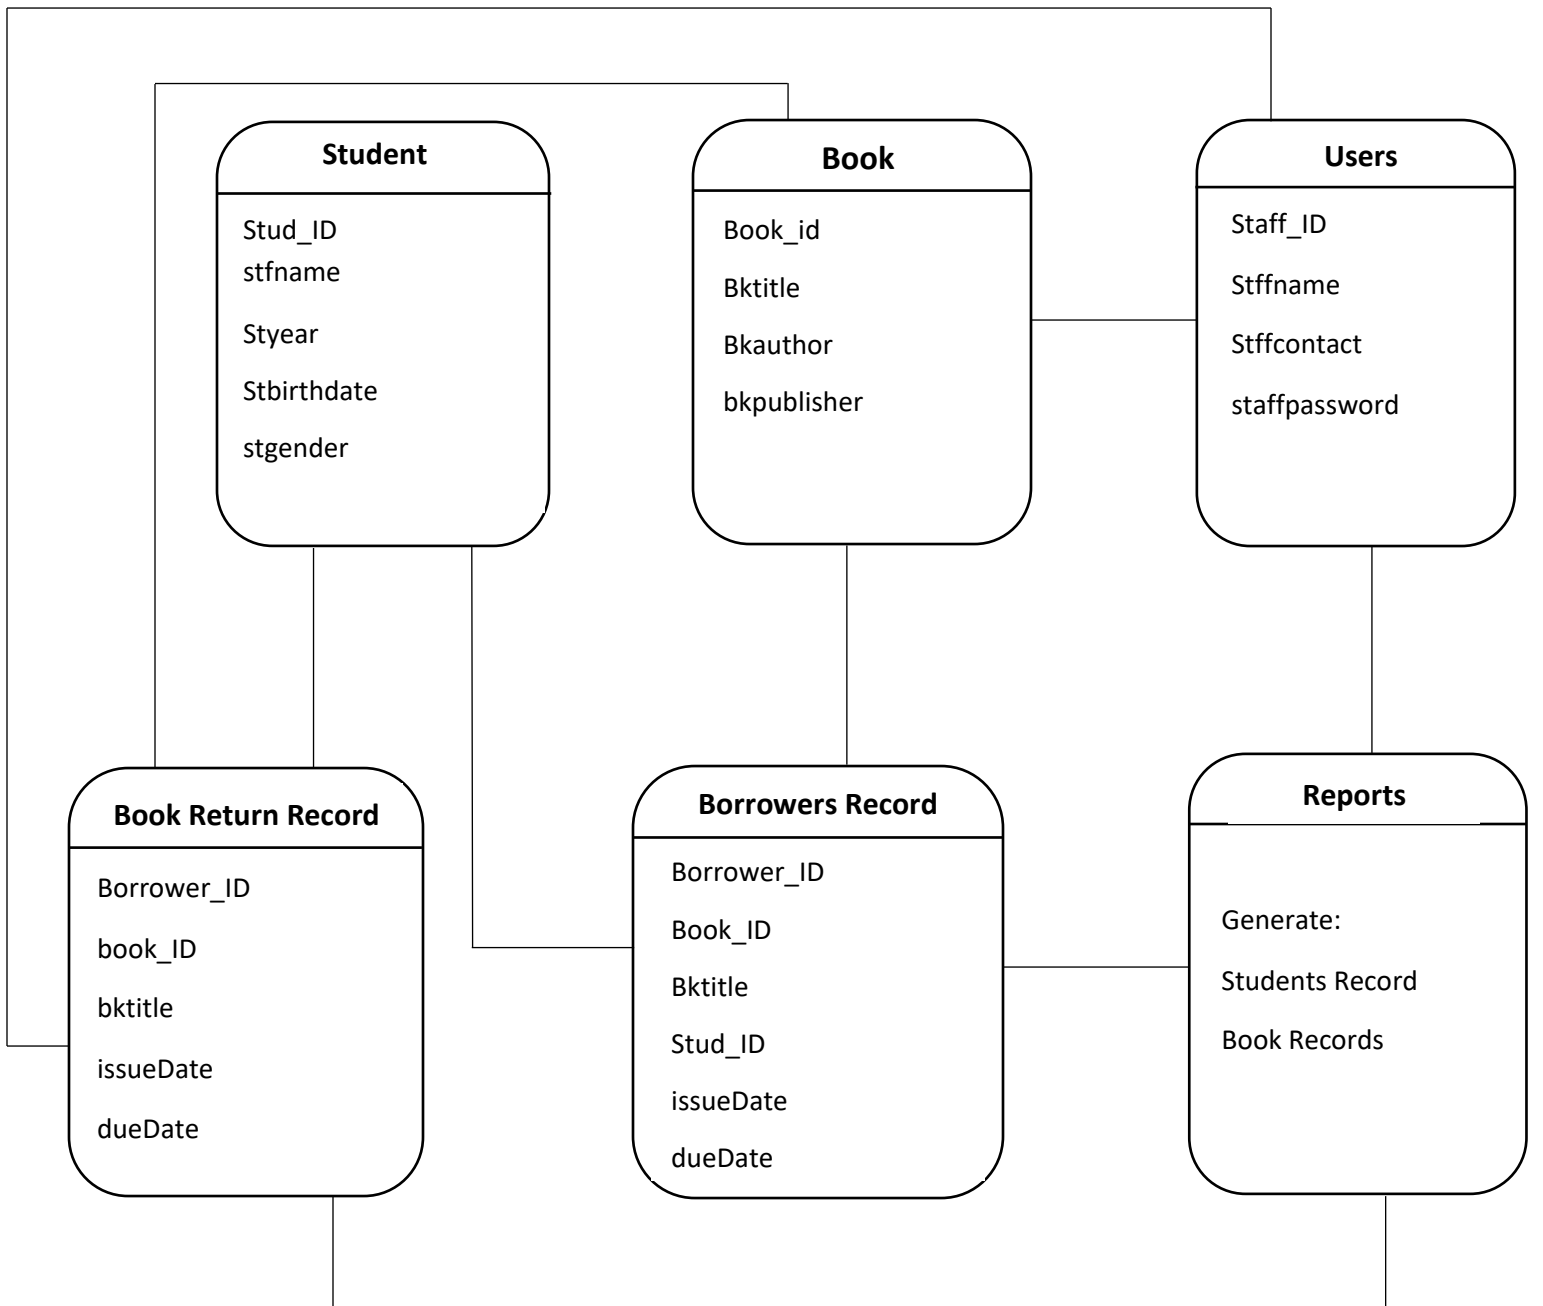 Student
Stud_ID
stfname
Styear
Stbirthdate
stgender
Book
Book_id
Bktitle
Bkauthor
bkpublisher
Users
Staff_ID
Stffname
Stffcontact
staffpassword
Book Return Record
Borrower_ID
book_ID
bktitle
issueDate
dueDate
Borrowers Record
Borrower_ID
Book_ID
Bktitle
Stud_ID
issueDate
dueDate
Reports
Generate:
Students Record
Book Records